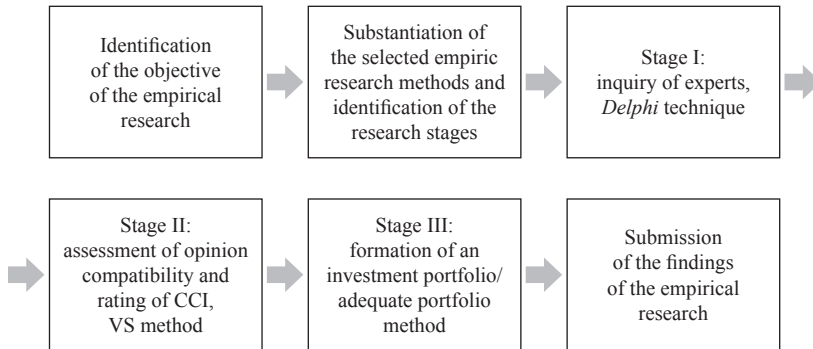 Identification
of the objective
of the empirical
research
Substantiation of
the selected empiric
research methods and
identification of the
research stages
Stage I:
inquiry of experts,
Delphi technique
Stage II:
assessment of opinion
compatibility and
rating of CCI,
VS method
Stage III:
formation of an
investment portfolio/
adequate portfolio
method
Submission
of the findings
of the empirical
research